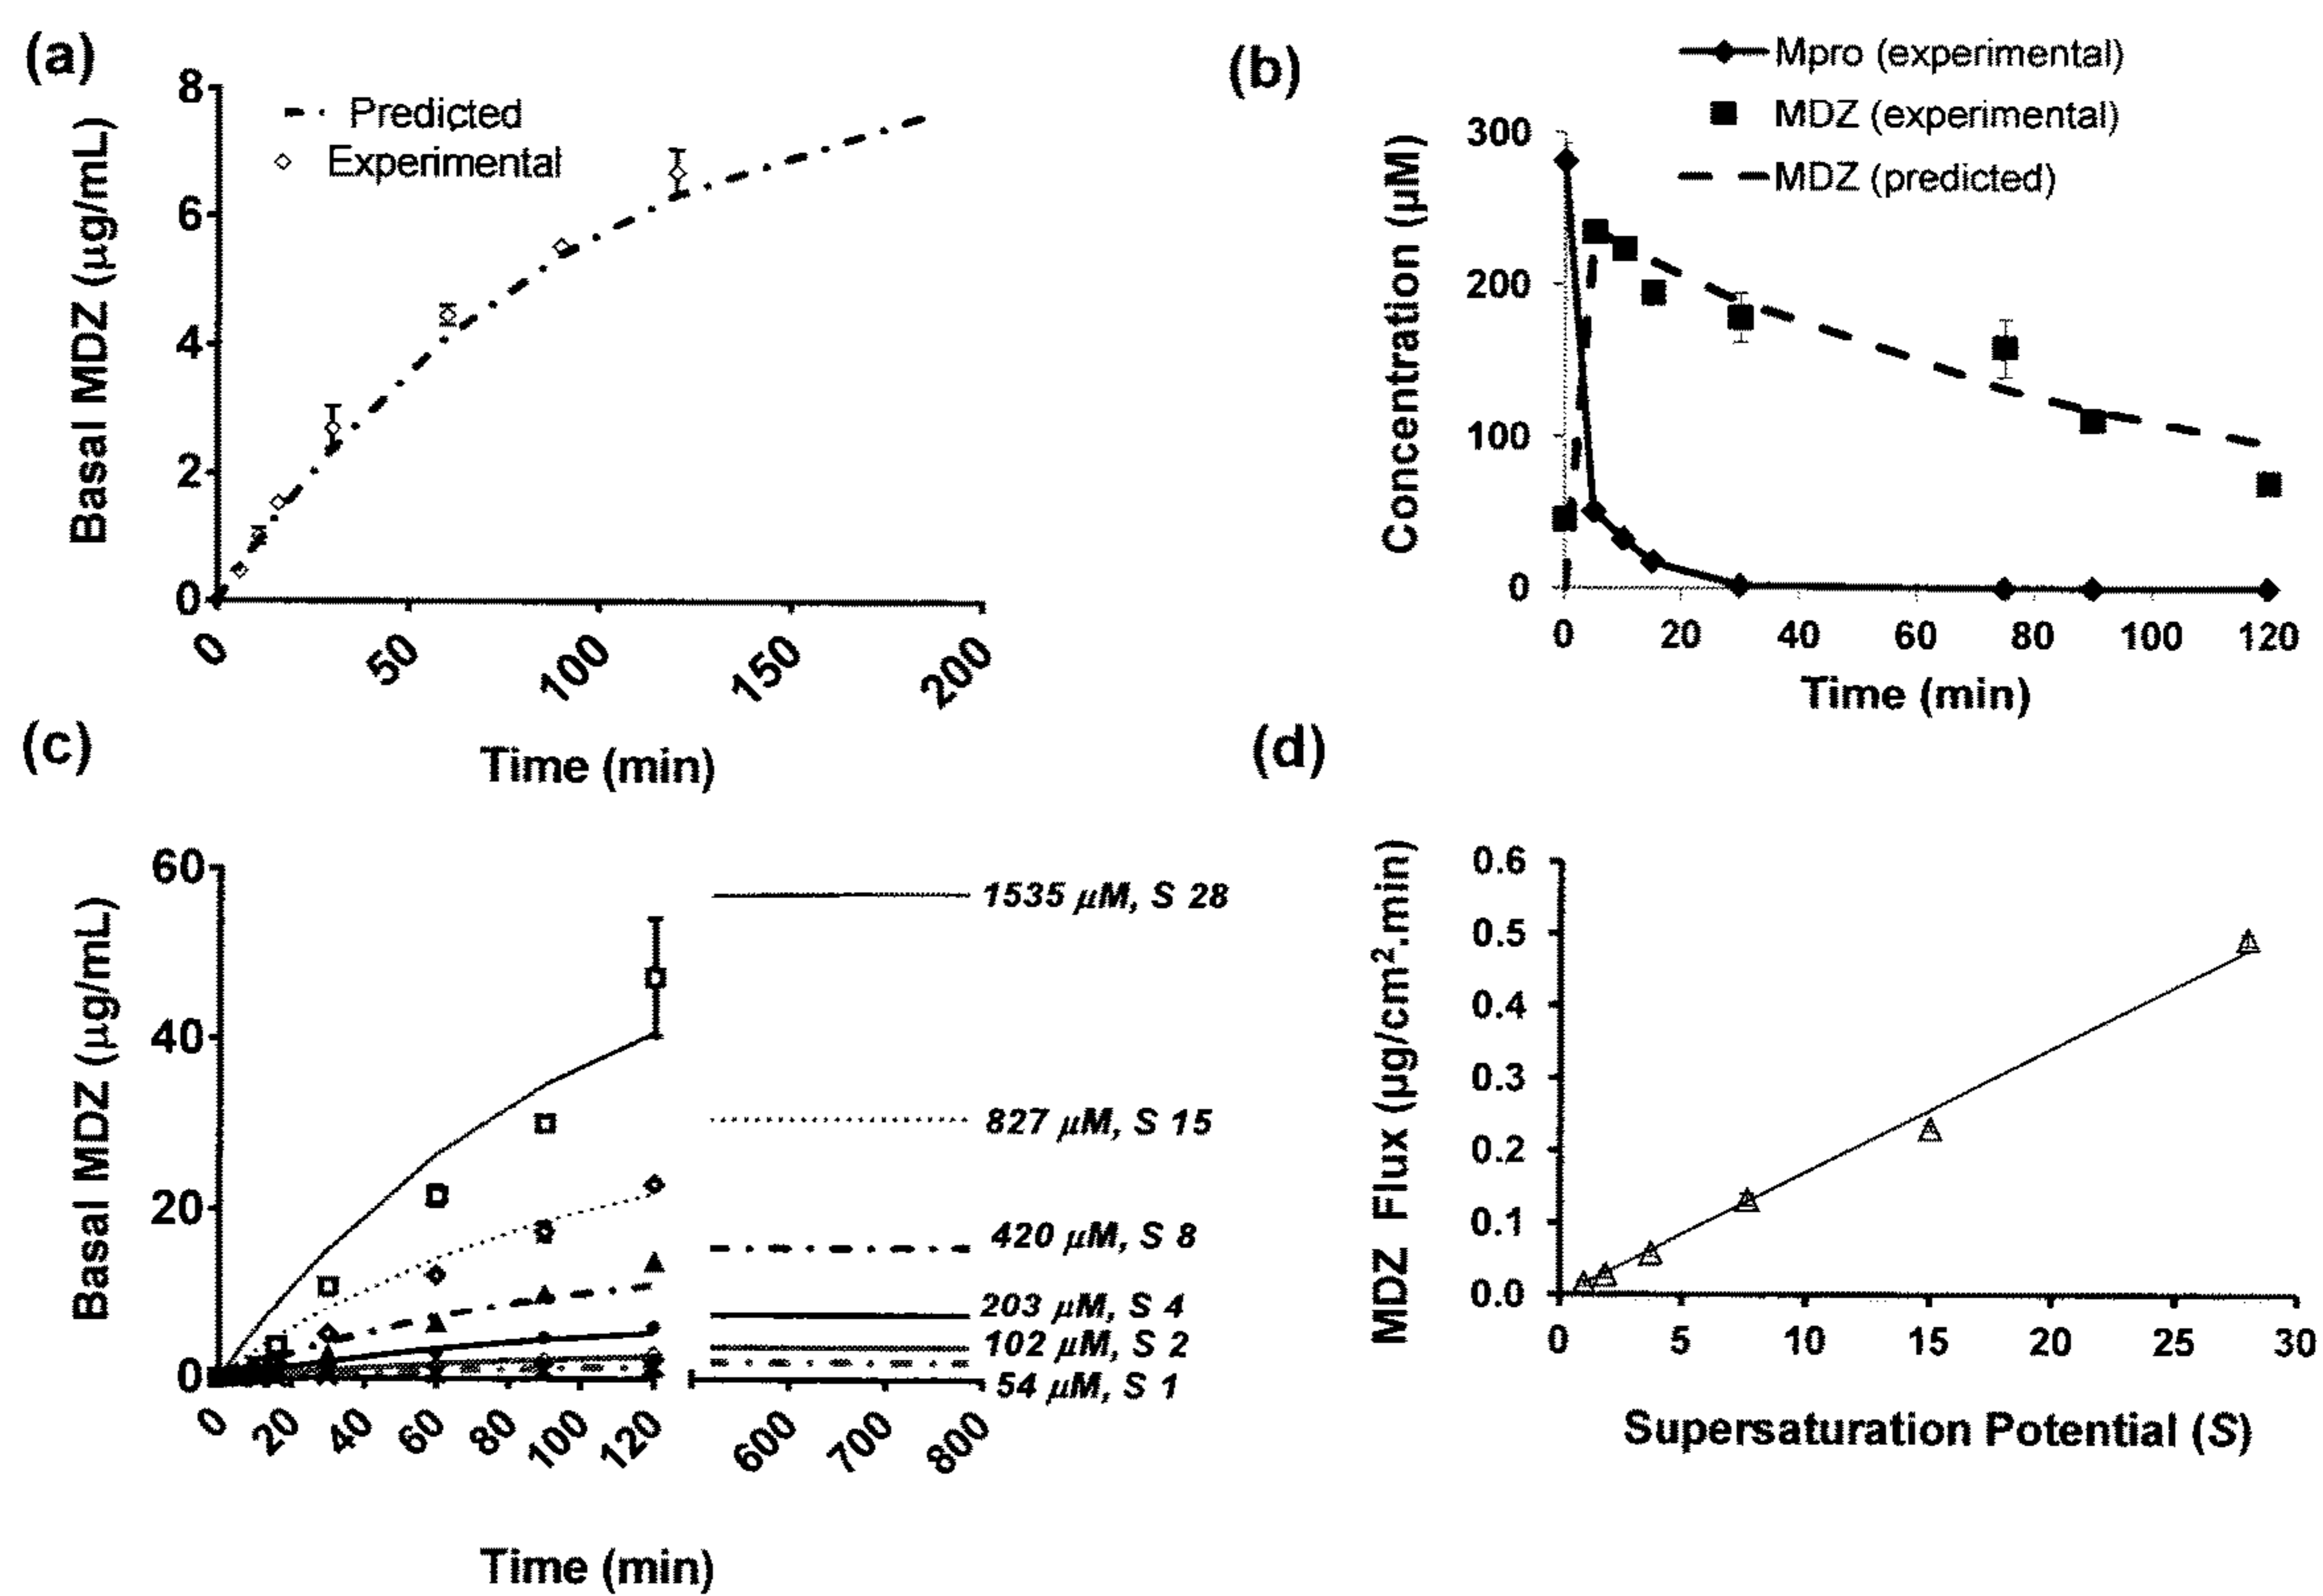 (a)
8
6
4
2
0
Basal MDZ (µg/mL)
Predicted
Experimental
0 50 100 150 200
Time (min)
(b)
Mpro (experimental)
MDZ (experimental)
MDZ (predicted)
300
200
100
0
Concentration (µM)
0 20 40 60 80 100 120
Time (min)
(c)
60
40
20
0
Basal MDZ (µg/mL)
1535 µM, S 28
827 µM, S 15
420 µM, S 8
203 µM, S 4
102 µM, S 2
54 µM, S 1
0 20 40 60 80 100 120 600 700 800
Time (min)
(d)
0.6
0.5
0.4
0.3
0.2
0.1
0.0
MDZ Flux (µg/cm².min)
0 5 10 15 20 25 30
Supersaturation Potential (S)